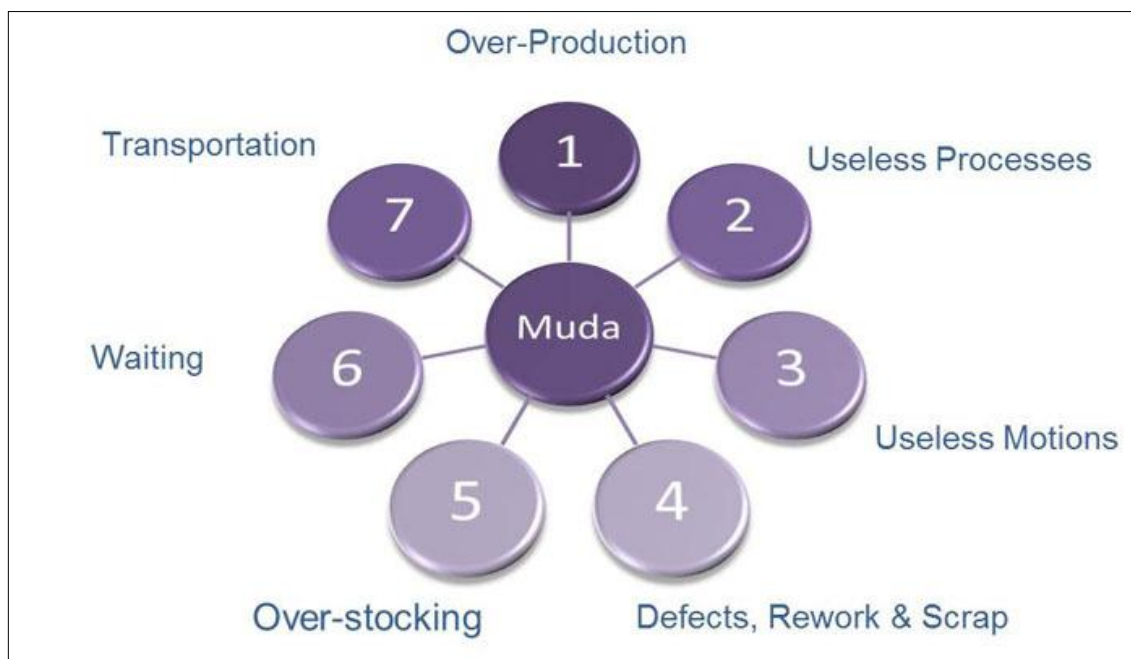 Over-Production
1
Useless Processes
2
Useless Motions
3
Defects, Rework & Scrap
4
Over-stocking
5
Waiting
6
Transportation
7
Muda